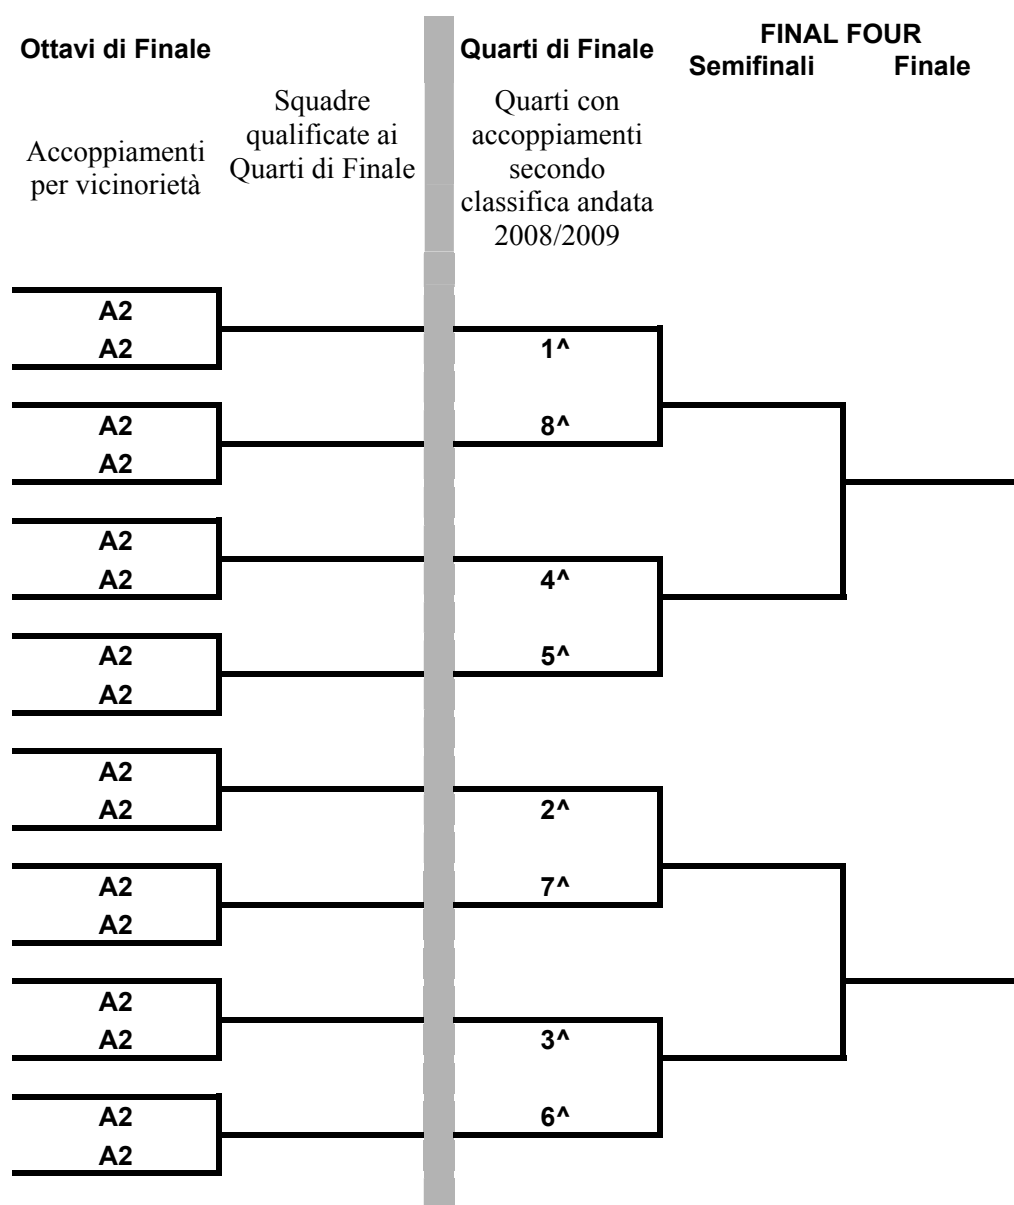 Ottavi di Finale
Quarti di Finale
FINAL FOUR
Semifinali
Finale
Accoppiamenti
per vicinorietà
Squadre
qualificate ai
Quarti di Finale
Quarti con
accoppiamenti
secondo
classifica andata
2008/2009
A2
A2
1^
A2
8^
A2
A2
A2
4^
A2
5^
A2
A2
A2
2^
A2
7^
A2
A2
A2
3^
A2
6^
A2